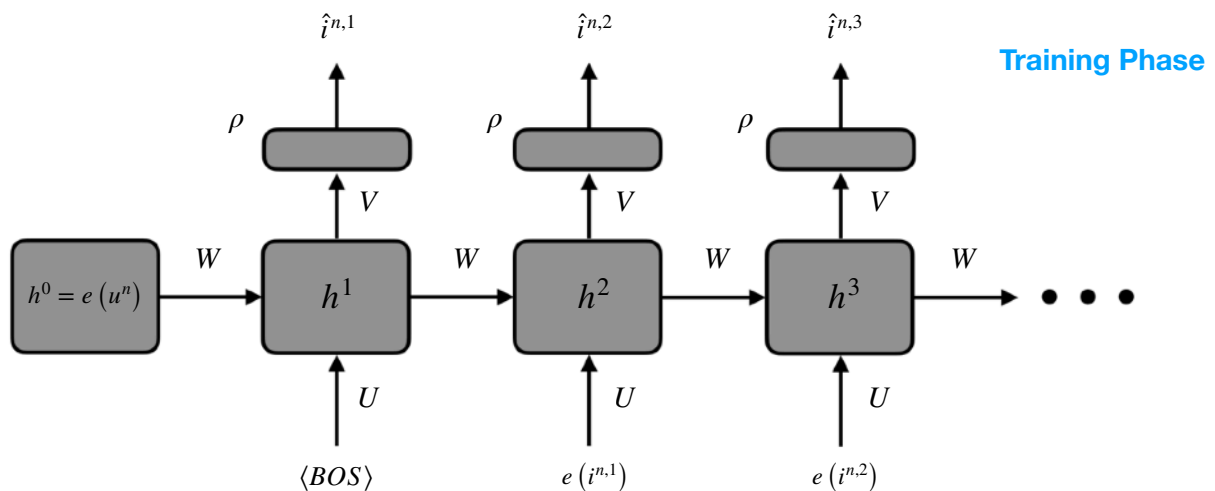 î^{n,1} î^{n,2} î^{n,3}
Training Phase
ρ ρ ρ
V V V
W W W W
h^0 = e (u^n) h^1 h^2 h^3 • • •
U U U
⟨BOS⟩ e (i^{n,1}) e (i^{n,2})